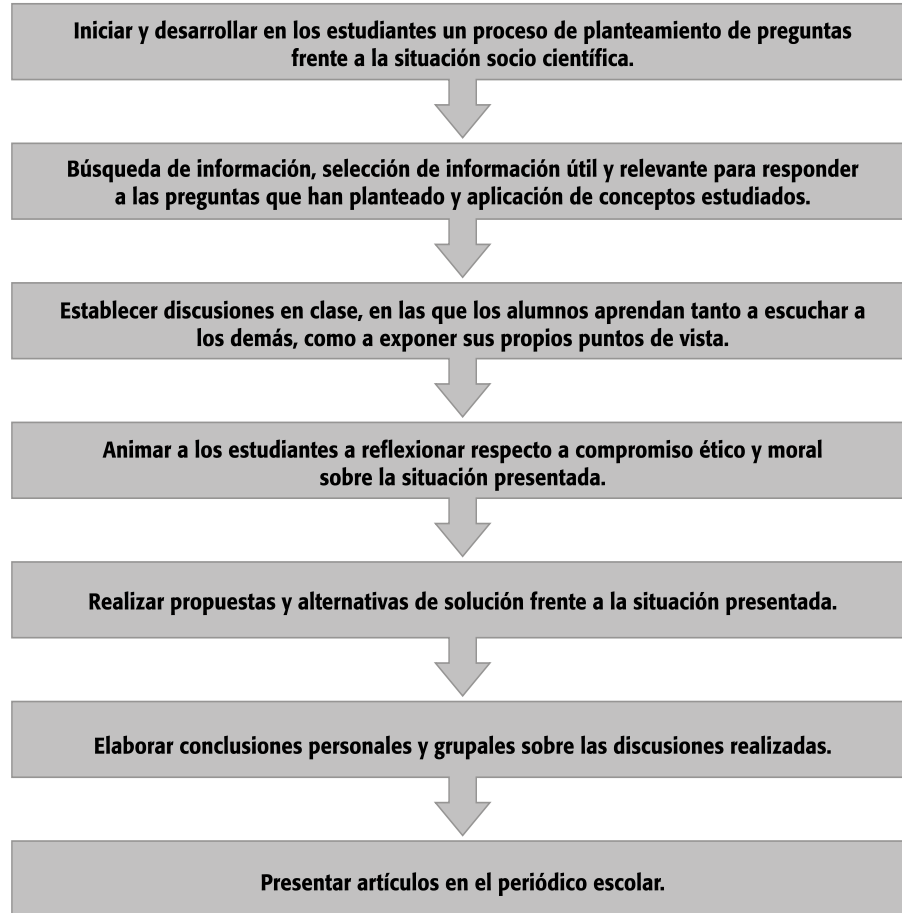 Iniciar y desarrollar en los estudiantes un proceso de planteamiento de preguntas
frente a la situación socio científica.
Búsqueda de información, selección de información útil y relevante para responder
a las preguntas que han planteado y aplicación de conceptos estudiados.
Establecer discusiones en clase, en las que los alumnos aprendan tanto a escuchar a
los demás, como a exponer sus propios puntos de vista.
Animar a los estudiantes a reflexionar respecto a compromiso ético y moral
sobre la situación presentada.
Realizar propuestas y alternativas de solución frente a la situación presentada.
Elaborar conclusiones personales y grupales sobre las discusiones realizadas.
Presentar artículos en el periódico escolar.